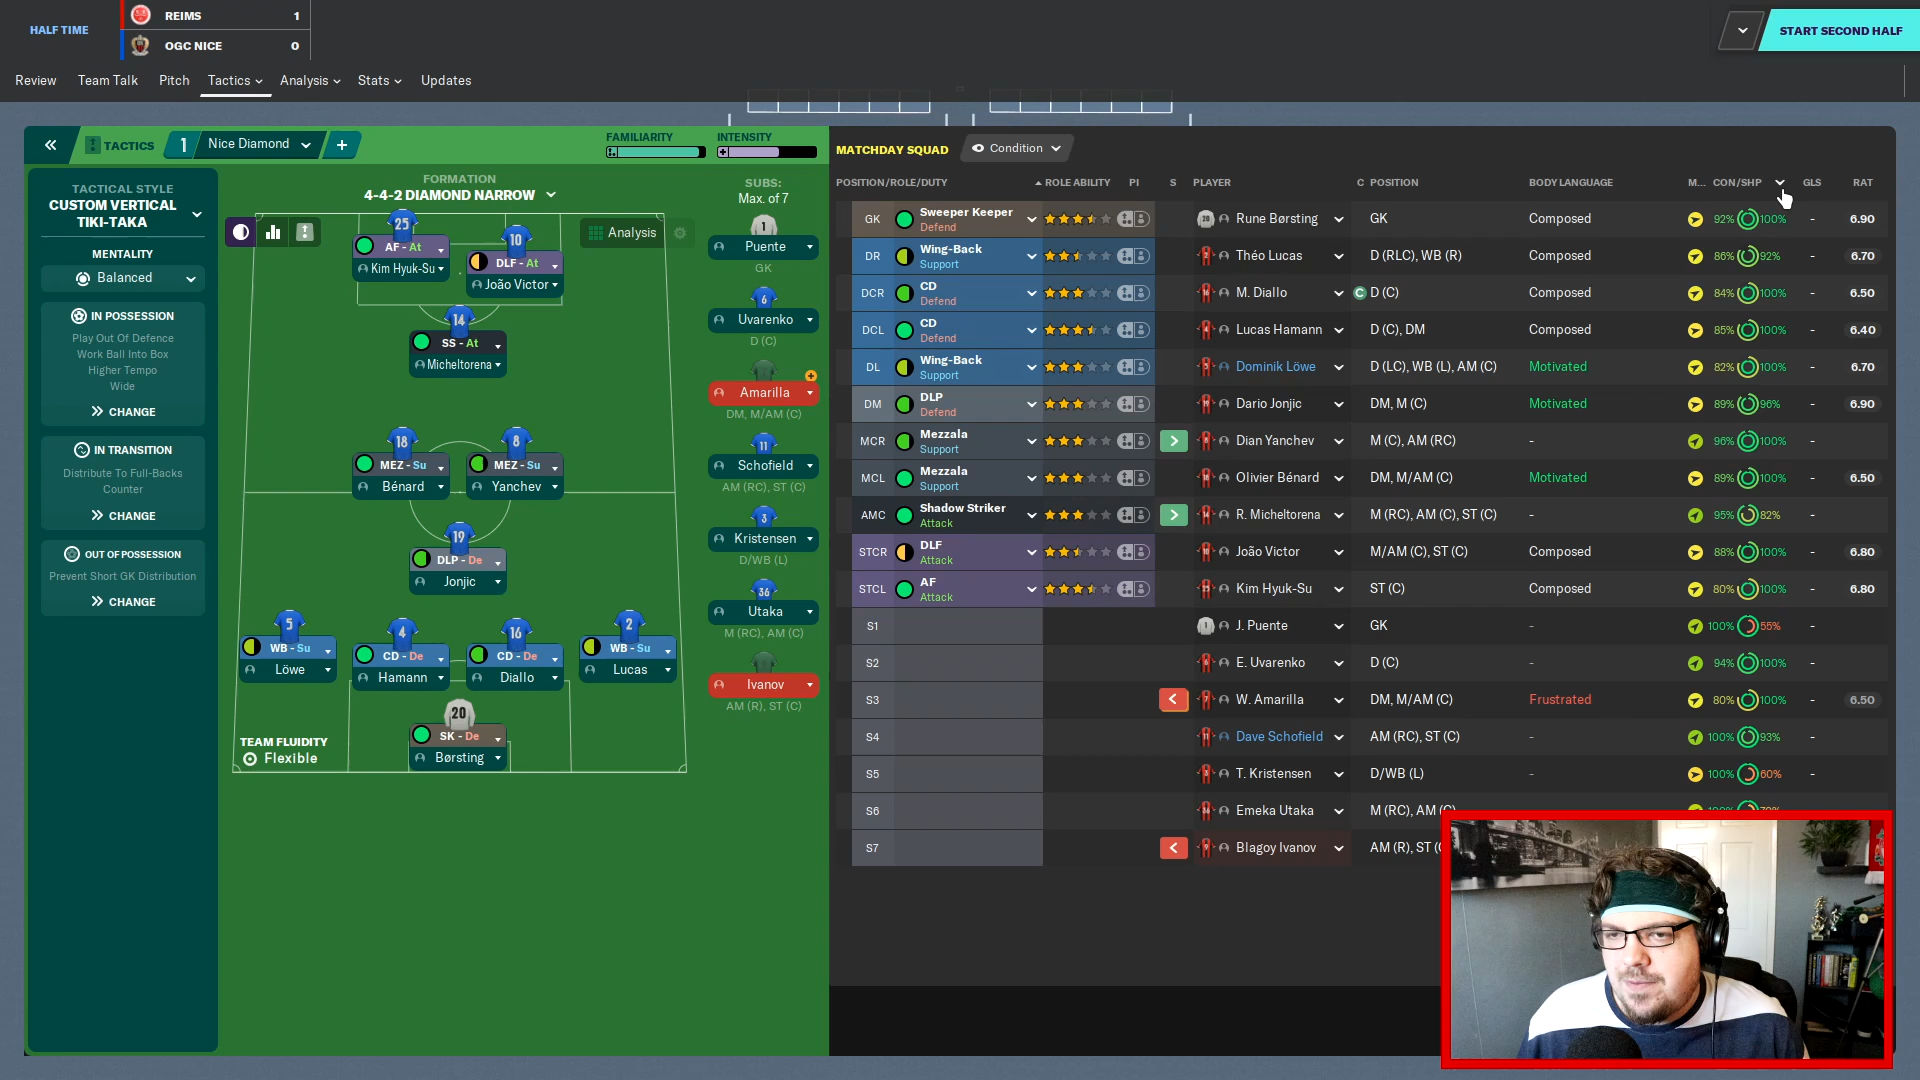 HALF TIME
REIMS 1
OGC NICE 0
START SECOND HALF
Review Team Talk Pitch Tactics Analysis Stats Updates
TACTICS 1 Nice Diamond +
FAMILIARITY INTENSITY
TACTICAL STYLE
CUSTOM VERTICAL
TIKI-TAKA
MENTALITY
Balanced
IN POSSESSION
Play Out Of Defence
Work Ball Into Box
Higher Tempo
Wide
CHANGE
IN TRANSITION
Distribute To Full-Backs
Counter
CHANGE
OUT OF POSSESSION
Prevent Short GK Distribution
CHANGE
FORMATION
4-4-2 DIAMOND NARROW
Analysis
25
AF - At
Kim Hyuk-Su
10
DLF - At
João Victor
14
SS - At
Micheltorena
18
MEZ - Su
Bénard
8
MEZ - Su
Yanchev
19
DLP - De
Jonjic
5
WB - Su
Löwe
4
CD - De
Hamann
16
CD - De
Diallo
2
WB - Su
Lucas
20
SK - De
Børsting
TEAM FLUIDITY
Flexible
SUBS:
Max. of 7
1
Puente
GK
6
Uvarenko
D (C)
Amarilla
DM, M/AM (C)
11
Schofield
AM (RC), ST (C)
3
Kristensen
D/WB (L)
36
Utaka
M (RC), AM (C)
Ivanov
AM (R), ST (C)
MATCHDAY SQUAD Condition
POSITION/ROLE/DUTY ROLE ABILITY PI S PLAYER C POSITION BODY LANGUAGE M... CON/SHP GLS RAT
GK Sweeper Keeper Defend Rune Børsting GK Composed 92% 100% - 6.90
DR Wing-Back Support Théo Lucas D (RLC), WB (R) Composed 86% 92% - 6.70
DCR CD Defend M. Diallo C D (C) Composed 84% 100% - 6.50
DCL CD Defend Lucas Hamann D (C), DM Composed 85% 100% - 6.40
DL Wing-Back Support Dominik Löwe D (LC), WB (L), AM (C) Motivated 82% 100% - 6.70
DM DLP Defend Dario Jonjic DM, M (C) Motivated 89% 96% - 6.90
MCR Mezzala Support Dian Yanchev M (C), AM (RC) - 96% 100% -
MCL Mezzala Support Olivier Bénard DM, M/AM (C) Motivated 89% 100% - 6.50
AMC Shadow Striker Attack R. Micheltorena M (RC), AM (C), ST (C) - 95% 82% -
STCR DLF Attack João Victor M/AM (C), ST (C) Composed 88% 100% - 6.80
STCL AF Attack Kim Hyuk-Su ST (C) Composed 80% 100% - 6.80
S1 J. Puente GK - 100% 55% -
S2 E. Uvarenko D (C) - 94% 100% -
S3 W. Amarilla DM, M/AM (C) Frustrated 80% 100% - 6.50
S4 Dave Schofield AM (RC), ST (C) - 100% 93% -
S5 T. Kristensen D/WB (L) - 100% 60% -
S6 Emeka Utaka M (RC), AM (C)
S7 Blagoy Ivanov AM (R), ST (